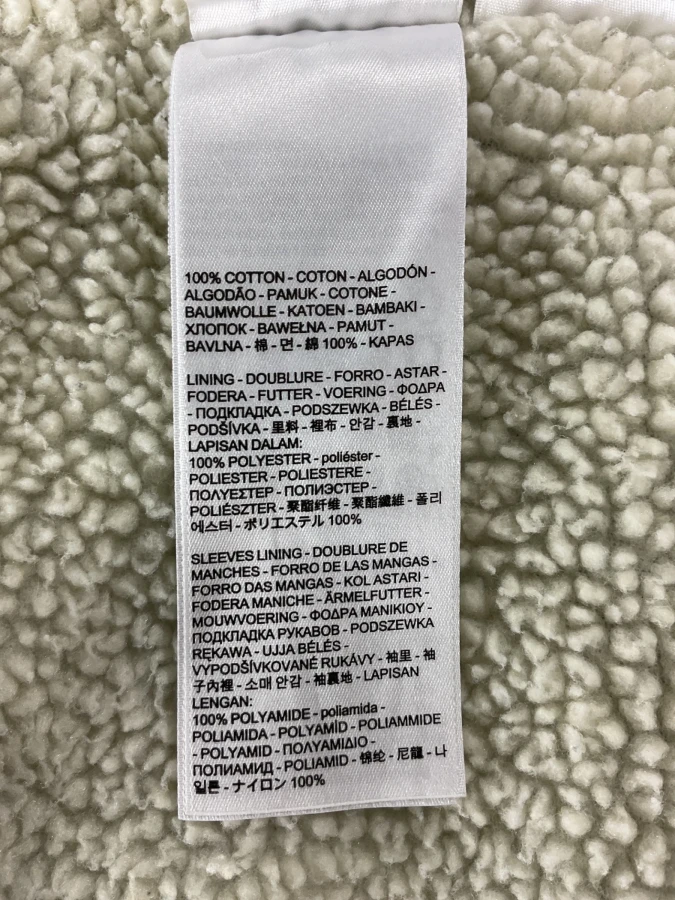 100% COTTON - COTON - ALGODÓN -
ALGODÃO - PAMUK - COTONE -
BAUMWOLLE - KATOEN - BAMBAKI -
ХЛОПОК - BAWEŁNA - PAMUT -
BAVLNA - 棉 - 면 - 綿 100% - KAPAS
LINING - DOUBLURE - FORRO - ASTAR -
FODERA - FUTTER - VOERING - ΦΟΔΡΑ
- ПОДКЛАДКА - PODSZEWKA - BÉLÉS -
PODŠÍVKA - 里料 - 裡布 - 안감 - 裏地 -
LAPISAN DALAM:
100% POLYESTER - poliéster -
POLIESTER - POLIESTERE -
ΠΟΛΥΕΣΤΕΡ - ПОЛИЭСТЕР -
POLIÉSZTER - 聚酯纤维 - 聚酯纖維 - 폴리
에스터 - ポリエステル 100%
SLEEVES LINING - DOUBLURE DE
MANCHES - FORRO DE LAS MANGAS -
FORRO DAS MANGAS - KOL ASTARI -
FODERA MANICHE - ÄRMELFUTTER -
MOUWVOERING - ΦΟΔΡΑ ΜΑΝΙΚΙΟΥ -
ПОДКЛАДКА РУКАВОВ - PODSZEWKA
RĘKAWA - UJJA BÉLÉS -
VYPODŠÍVKOVANÉ RUKÁVY - 袖里 - 袖
子內裡 - 소매 안감 - 袖裏地 - LAPISAN
LENGAN:
100% POLYAMIDE - poliamida -
POLIAMIDA - POLYAMÍD - POLIAMMIDE
- POLYAMID - ΠΟΛΥΑΜΙΔΙΟ -
ПОЛИАМИД - POLIAMID - 锦纶 - 尼龍 - 나
일론 - ナイロン 100%